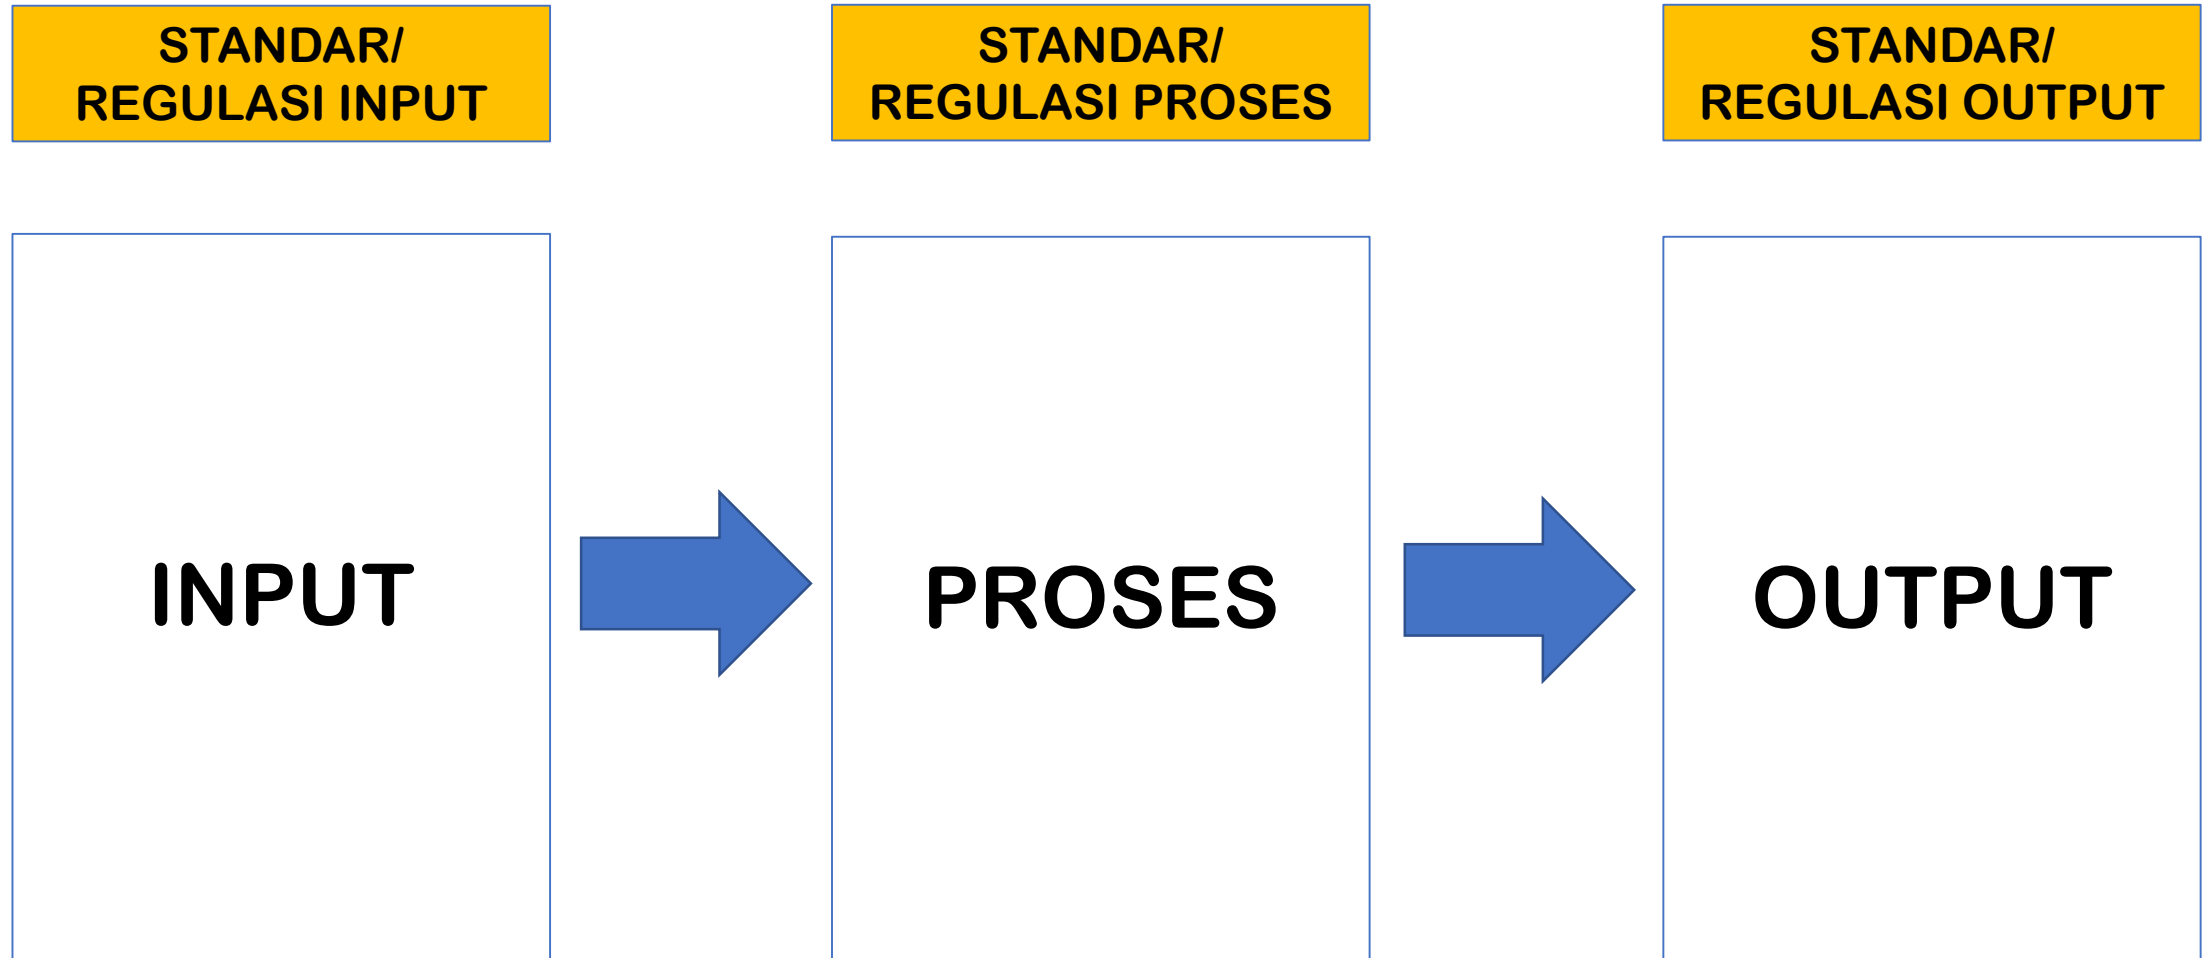 STANDAR/
REGULASI INPUT
STANDAR/
REGULASI PROSES
STANDAR/
REGULASI OUTPUT
INPUT
PROSES
OUTPUT